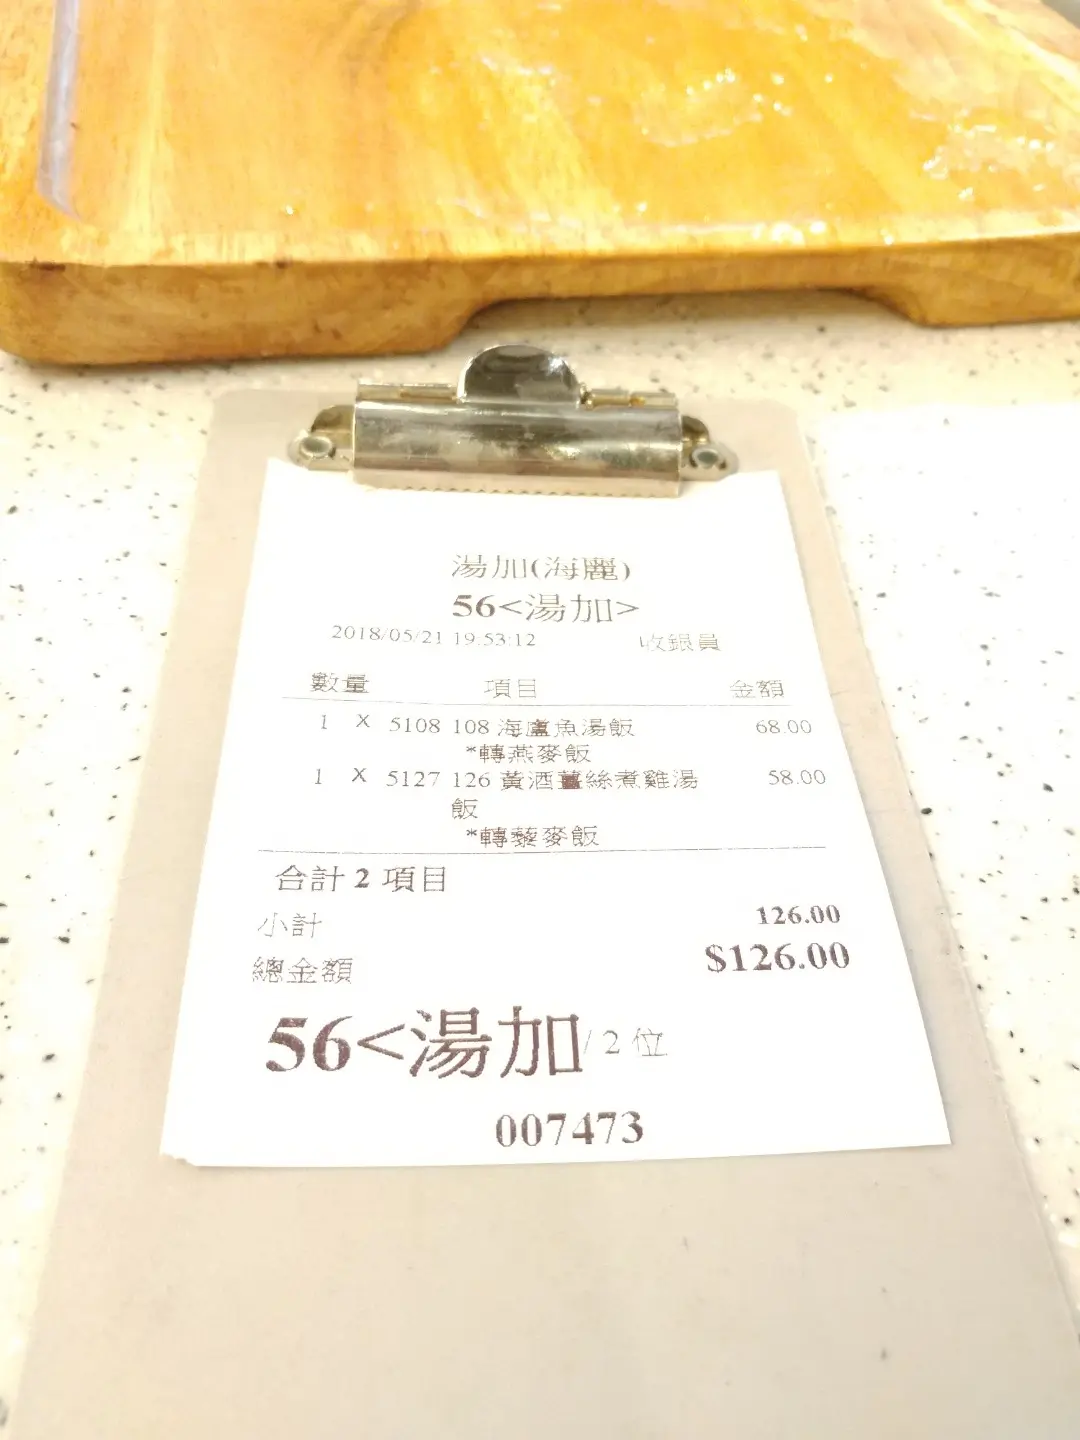 湯加(海麗)
56<湯加>
2018/05/21 19:53:12 收銀員
數量 項目 金額
1 X 5108 108 海鱸魚湯飯 68.00
*轉燕麥飯
1 X 5127 126 黃酒薑絲煮雞湯 58.00
飯
*轉藜麥飯
合計 2 項目
小計 126.00
總金額 $126.00
56<湯加/ 2 位
007473